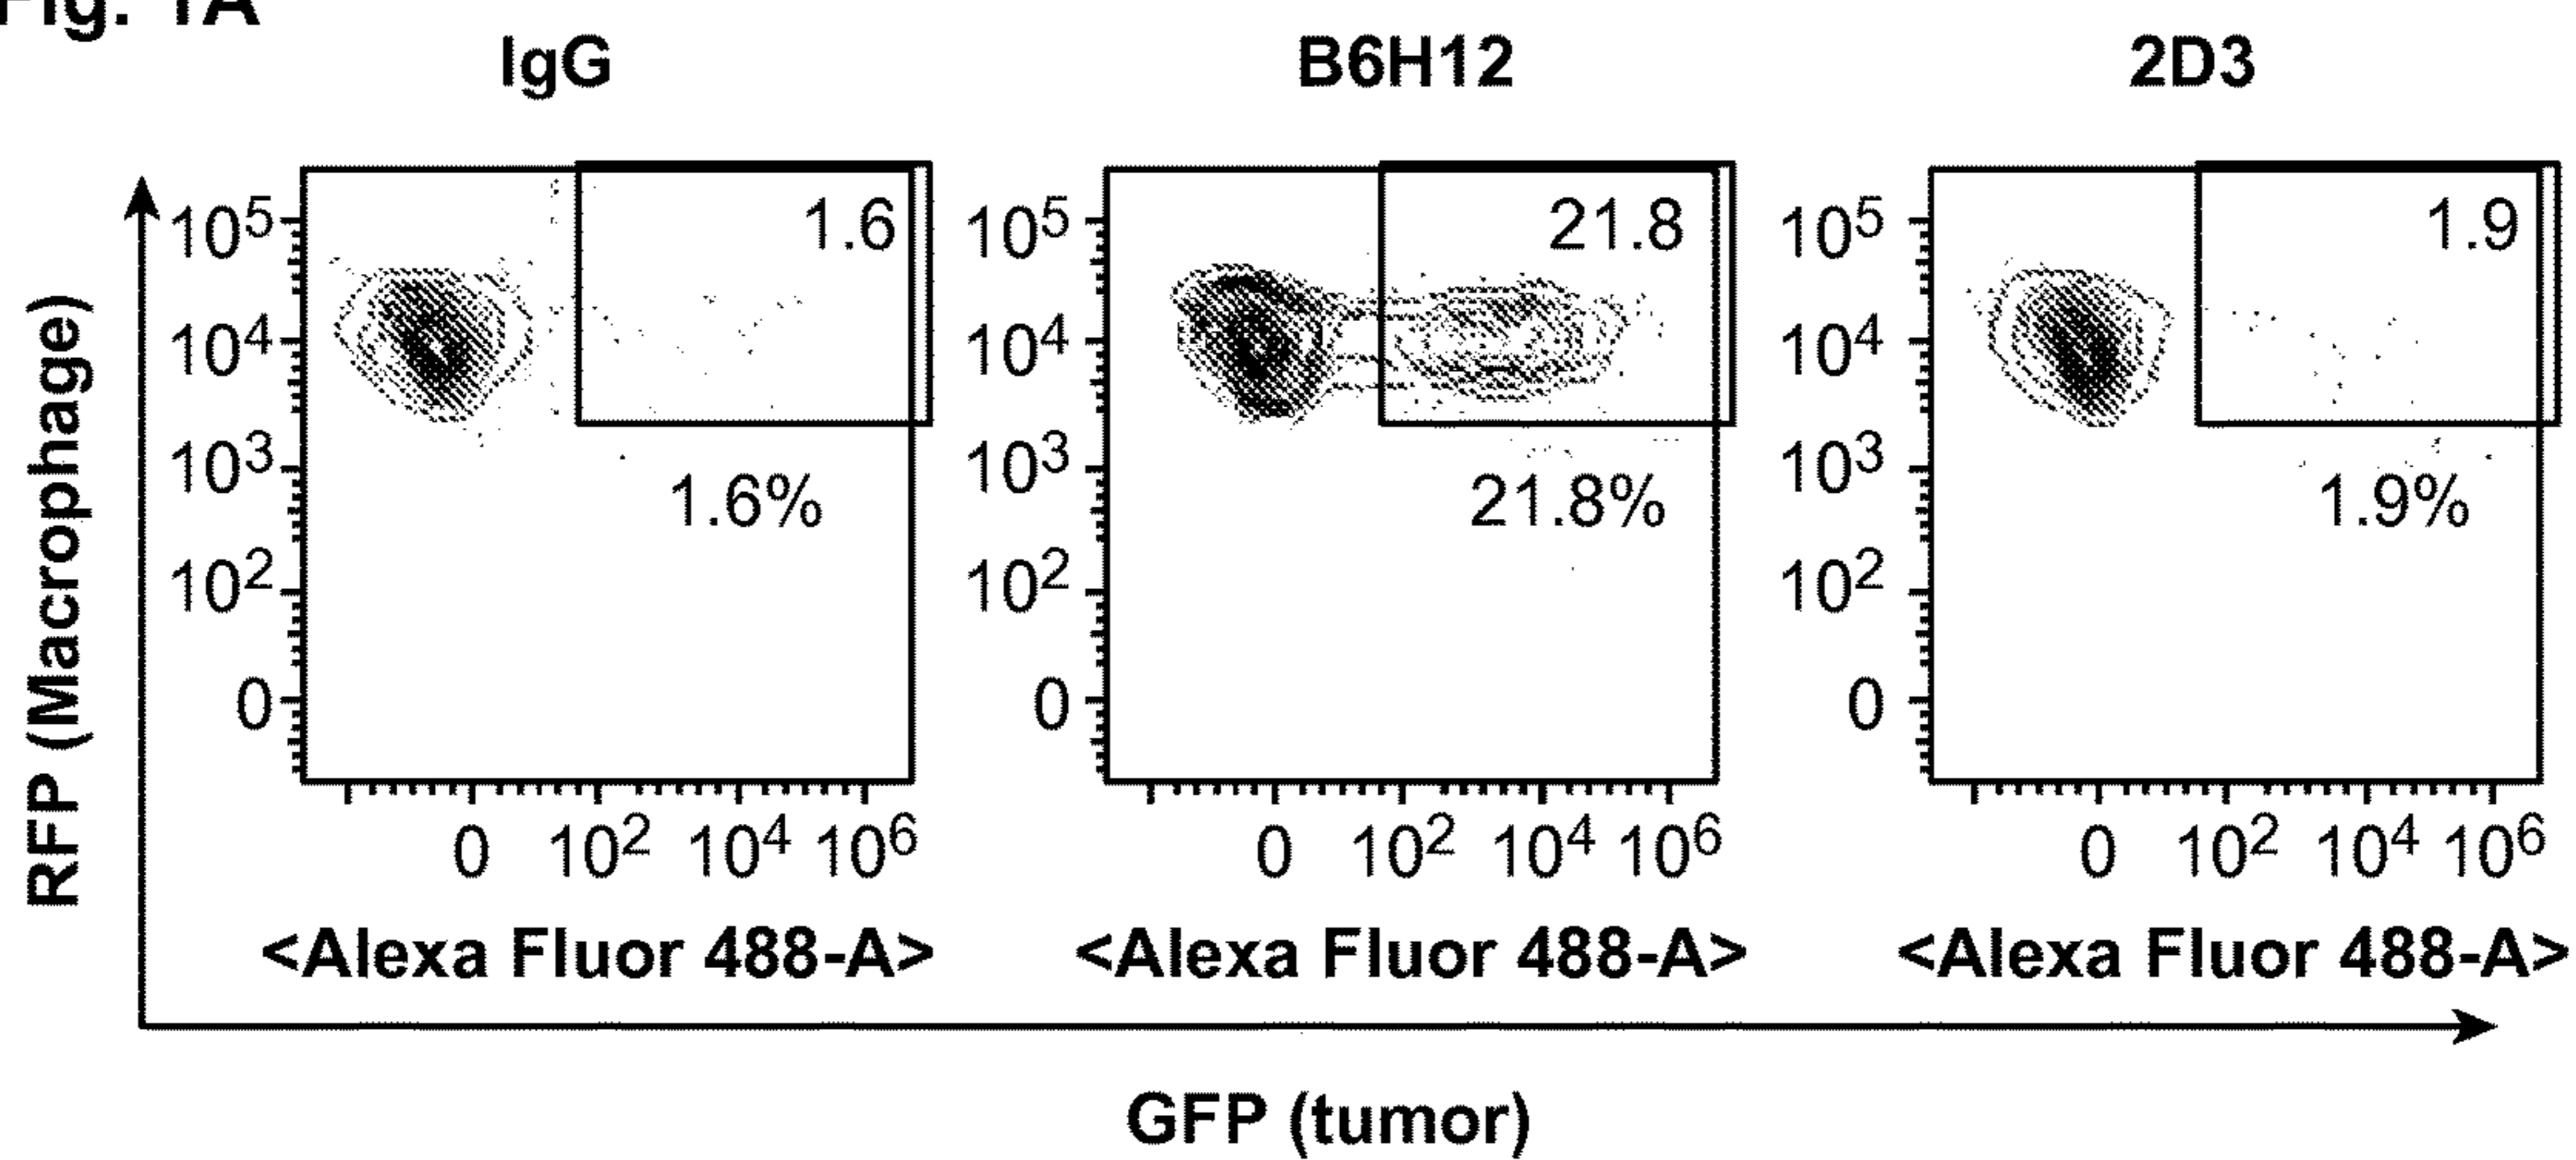 Fig. 1A
IgG
B6H12
2D3
RFP (Macrophage)
10⁵
10⁴
10³
10²
0
1.6
1.6%
0 10² 10⁴ 10⁶
<Alexa Fluor 488-A>
10⁵
10⁴
10³
10²
0
21.8
21.8%
0 10² 10⁴ 10⁶
<Alexa Fluor 488-A>
10⁵
10⁴
10³
10²
0
1.9
1.9%
0 10² 10⁴ 10⁶
<Alexa Fluor 488-A>
GFP (tumor)